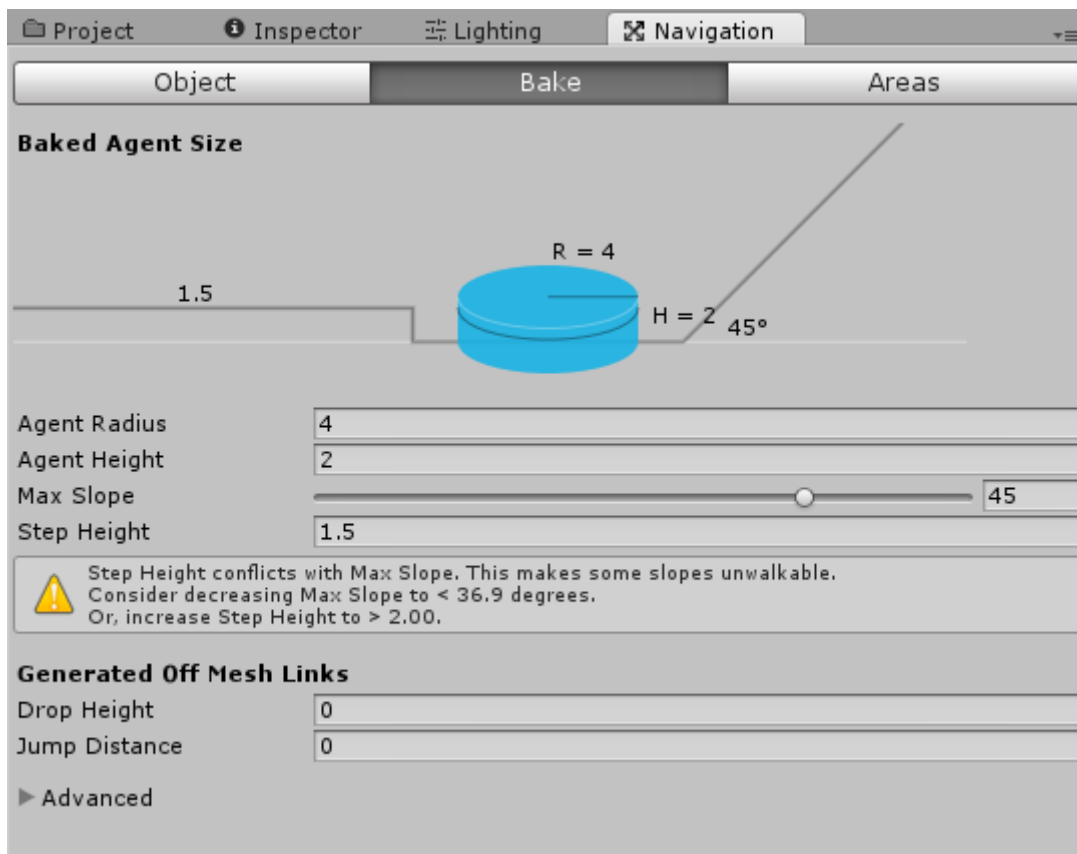 Project Inspector Lighting Navigation
Object Bake Areas
Baked Agent Size
R = 4
1.5
H = 2
45°
Agent Radius 4
Agent Height 2
Max Slope 45
Step Height 1.5
Step Height conflicts with Max Slope. This makes some slopes unwalkable.
Consider decreasing Max Slope to < 36.9 degrees.
Or, increase Step Height to > 2.00.
Generated Off Mesh Links
Drop Height 0
Jump Distance 0
Advanced